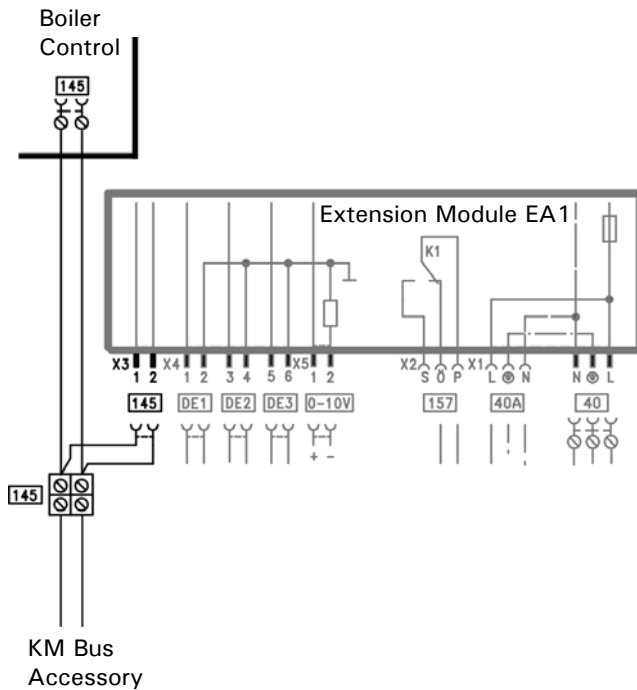 Boiler
Control
145
Extension Module EA1
K1
X3 X4 X5 X2 X1
1 2 1 2 3 4 5 6 1 2 S Ö P L N N L
145 DE1 DE2 DE3 0-10V 157 40A 40
+ -
145
KM Bus
Accessory